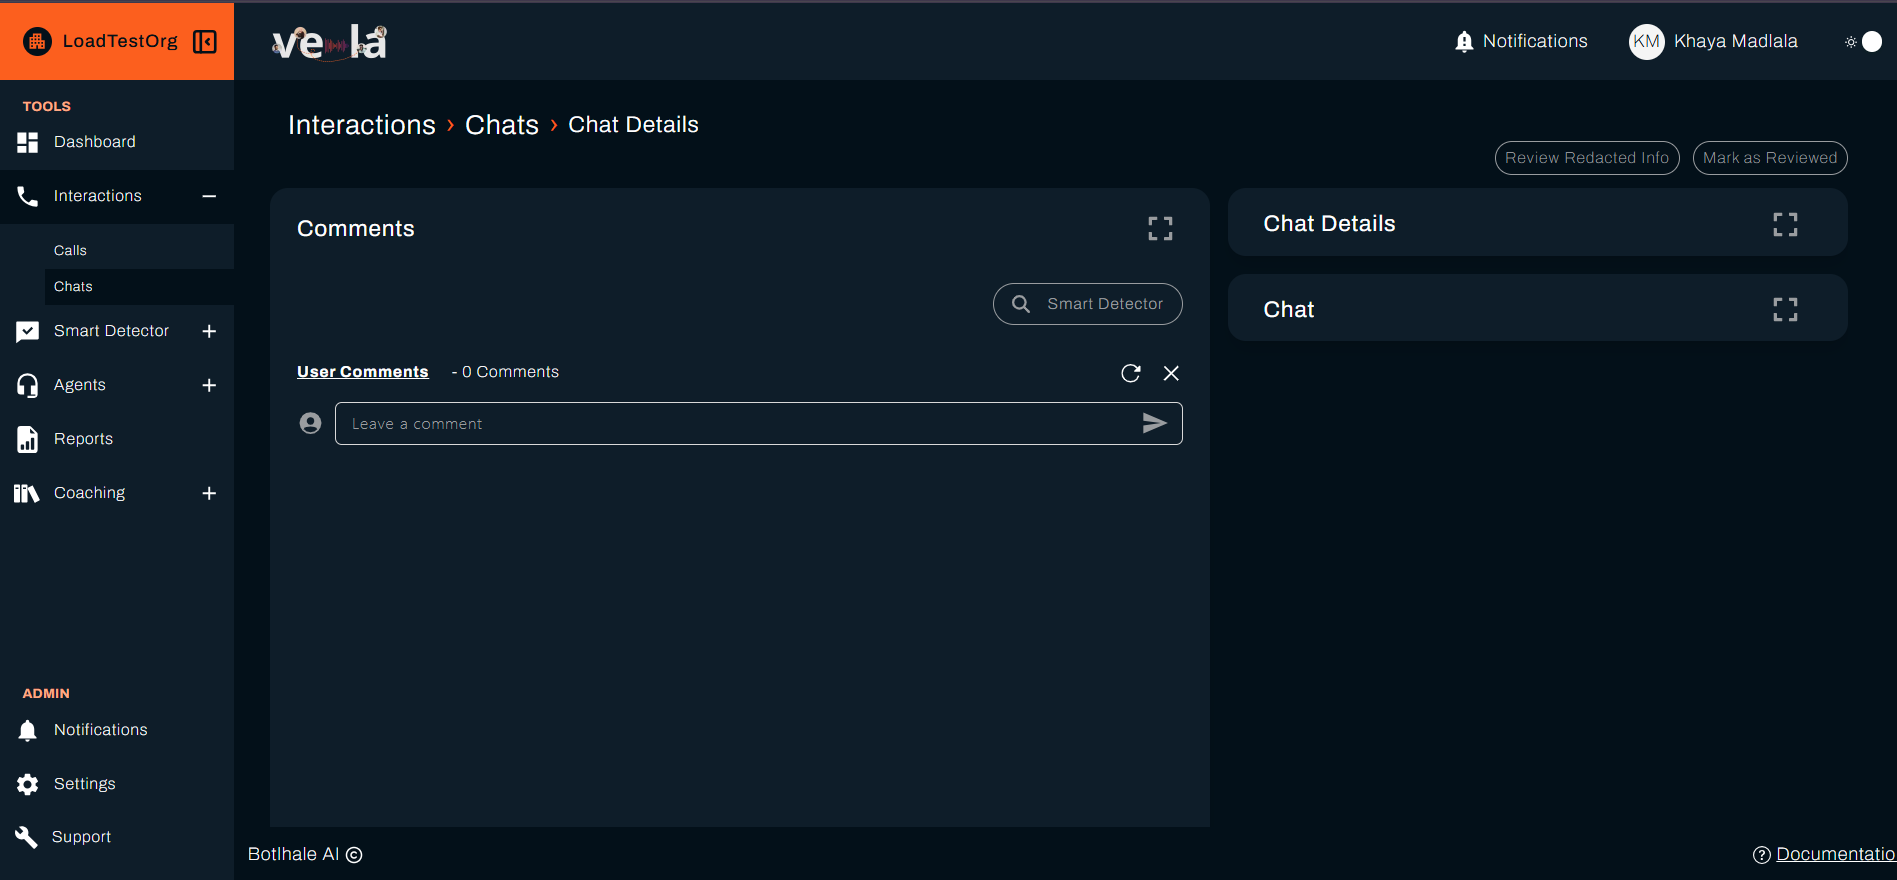 LoadTestOrg
vela
Notifications
KM
Khaya Madlala
TOOLS
Dashboard
Interactions
Calls
Chats
Smart Detector
Agents
Reports
Coaching
ADMIN
Notifications
Settings
Support
Interactions › Chats › Chat Details
Review Redacted Info
Mark as Reviewed
Comments
Smart Detector
User Comments - 0 Comments
Leave a comment
Chat Details
Chat
Botlhale AI ©
Documentatio